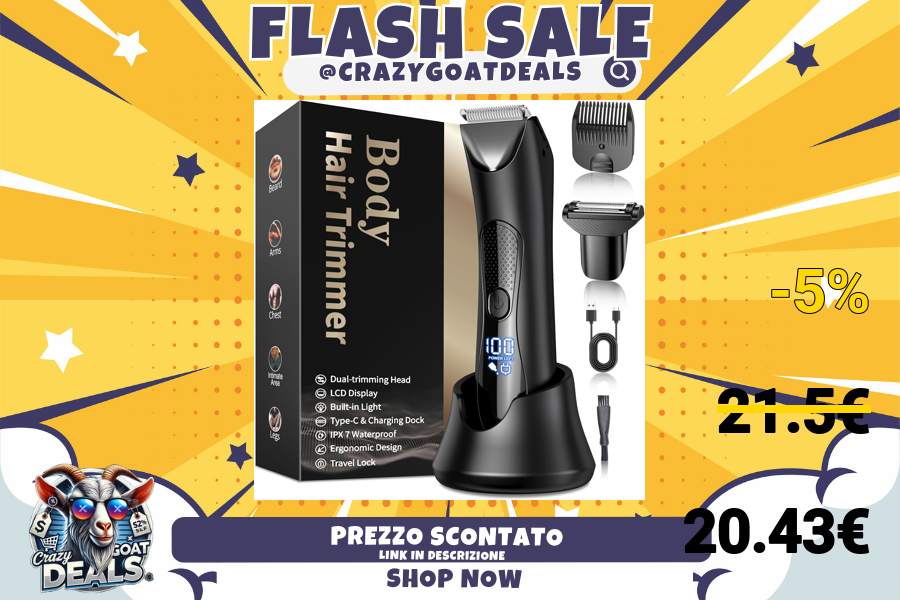 FLASH SALE
@CRAZYGOATDEALS
Body
Hair Trimmer
Beard
Arms
Chest
Intimate
Area
Legs
Dual-trimming Head
LCD Display
Built-in Light
Type-C & Charging Dock
IPX 7 Waterproof
Ergonomic Design
Travel Lock
100
POWER LEFT
-5%
21.5€
20.43€
PREZZO SCONTATO
LINK IN DESCRIZIONE
SHOP NOW
$
52%
Crazy
GOAT
DEALS